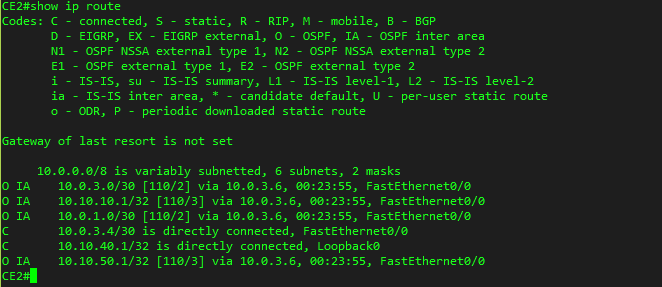 CE2#show ip route
Codes: C - connected, S - static, R - RIP, M - mobile, B - BGP
D - EIGRP, EX - EIGRP external, O - OSPF, IA - OSPF inter area
N1 - OSPF NSSA external type 1, N2 - OSPF NSSA external type 2
E1 - OSPF external type 1, E2 - OSPF external type 2
i - IS-IS, su - IS-IS summary, L1 - IS-IS level-1, L2 - IS-IS level-2
ia - IS-IS inter area, * - candidate default, U - per-user static route
o - ODR, P - periodic downloaded static route
Gateway of last resort is not set
10.0.0.0/8 is variably subnetted, 6 subnets, 2 masks
O IA 10.0.3.0/30 [110/2] via 10.0.3.6, 00:23:55, FastEthernet0/0
O IA 10.10.10.1/32 [110/3] via 10.0.3.6, 00:23:55, FastEthernet0/0
O IA 10.0.1.0/30 [110/2] via 10.0.3.6, 00:23:55, FastEthernet0/0
C 10.0.3.4/30 is directly connected, FastEthernet0/0
C 10.10.40.1/32 is directly connected, Loopback0
O IA 10.10.50.1/32 [110/3] via 10.0.3.6, 00:23:55, FastEthernet0/0
CE2#